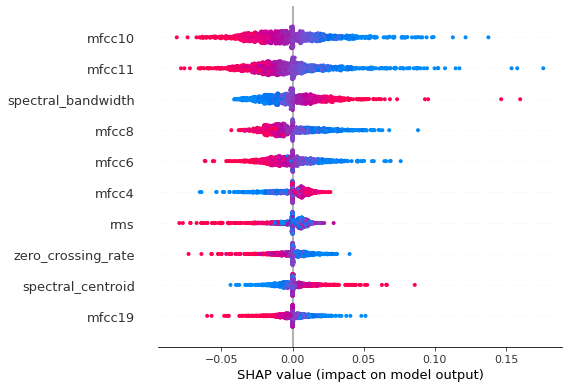 mfcc10
mfcc11
spectral_bandwidth
mfcc8
mfcc6
mfcc4
rms
zero_crossing_rate
spectral_centroid
mfcc19
−0.05 0.00 0.05 0.10 0.15
SHAP value (impact on model output)